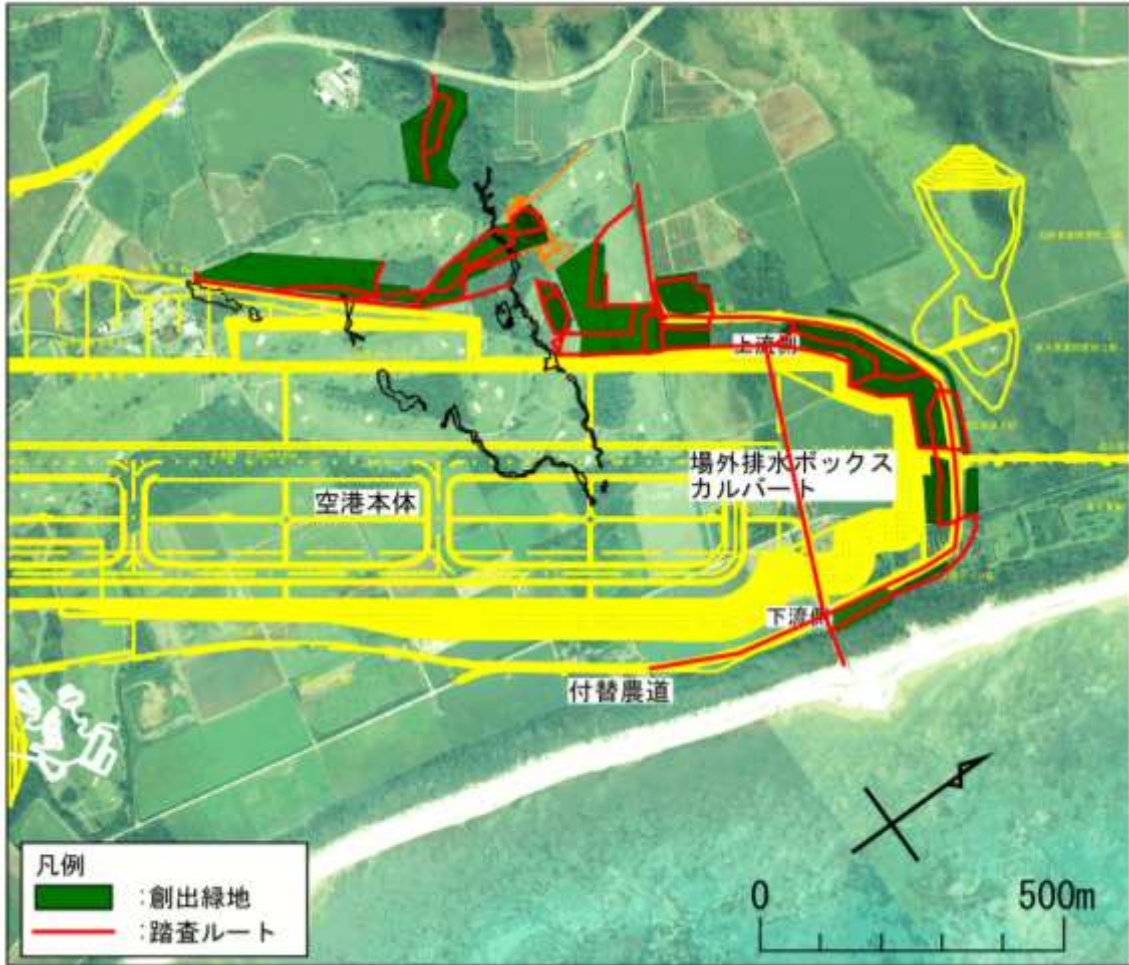 上流側
場外排水ボックス
カルバート
空港本体
下流側
付替農道
凡例
:創出緑地
:踏査ルート
0
500m